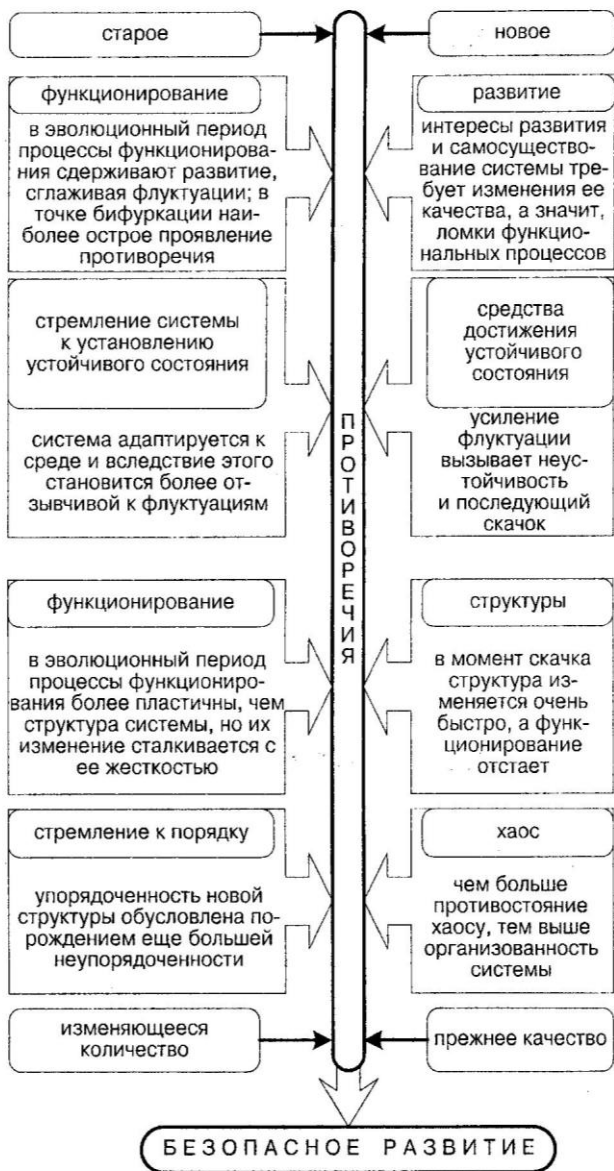 старое
новое
функционирование
в эволюционный период
процессы функционирова-
ния сдерживают развитие,
сглаживая флуктуации; в
точке бифуркации наи-
более острое проявление
противоречия
развитие
интересы развития
и самосущество-
вование системы тре-
бует изменения ее
качества, а значит,
ломки функцио-
нальных процессов
стремление системы
к установлению
устойчивого состояния
система адаптируется к
среде и вследствие этого
становится более от-
зывчивой к флуктуациям
средства
достижения
устойчивого
состояния
усиление
флуктуации
вызывает неус-
тойчивость
и последующий
скачок
ПРОТИВОРЕЧИЯ
функционирование
в эволюционный период
процессы функциониро-
вания более пластичны, чем
структура системы, но их
изменение сталкивается с
ее жесткостью
структуры
в момент скачка
структура из-
меняется очень
быстро, а функ-
ционирование
отстает
стремление к порядку
упорядоченность новой
структуры обусловлена по-
рождением еще большей
неупорядоченности
хаос
чем больше
противостояние
хаосу, тем выше
организованность
системы
изменяющееся
количество
прежнее качество
БЕЗОПАСНОЕ РАЗВИТИЕ